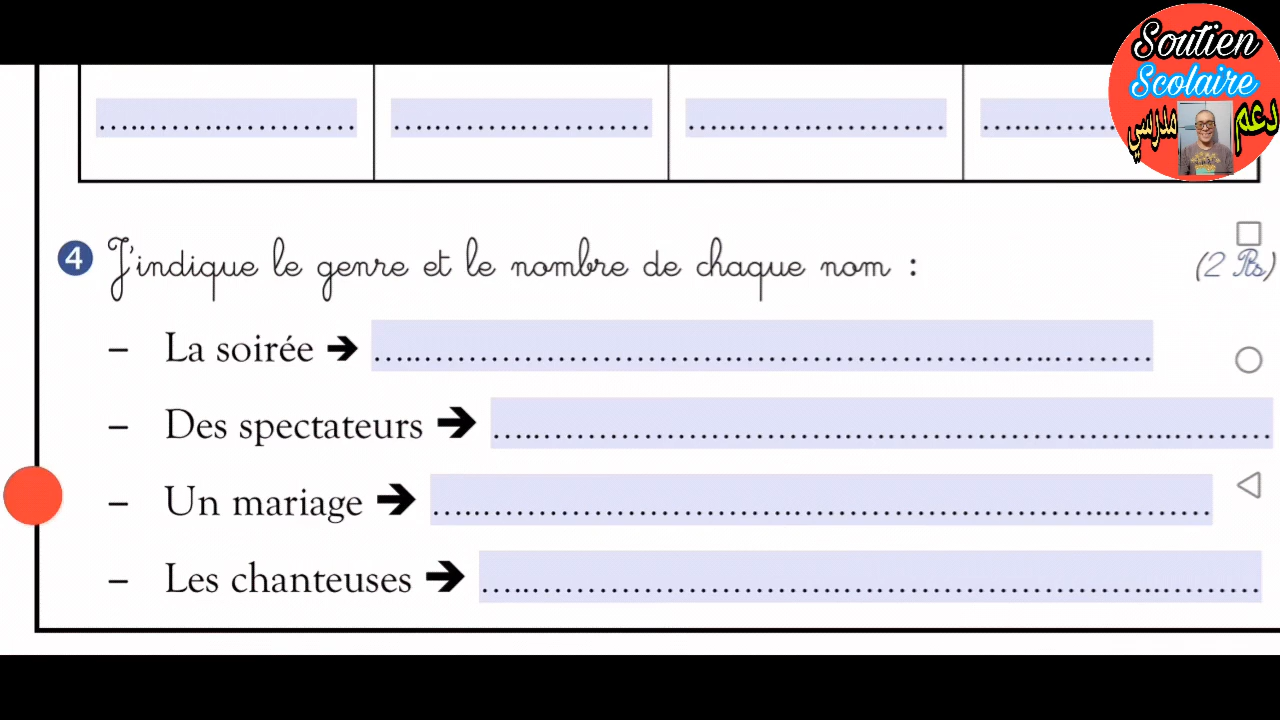 Soutien
Scolaire
دعم مدرسي
…..………………… …..………………… …..………………… …..…………
4 J'indique le genre et le nombre de chaque nom :
(2 Pts)
– La soirée ➔ …..……………………………………………………………
– Des spectateurs ➔ …..……………………………………………………………
– Un mariage ➔ …..……………………………………………………………
– Les chanteuses ➔ …..……………………………………………………………